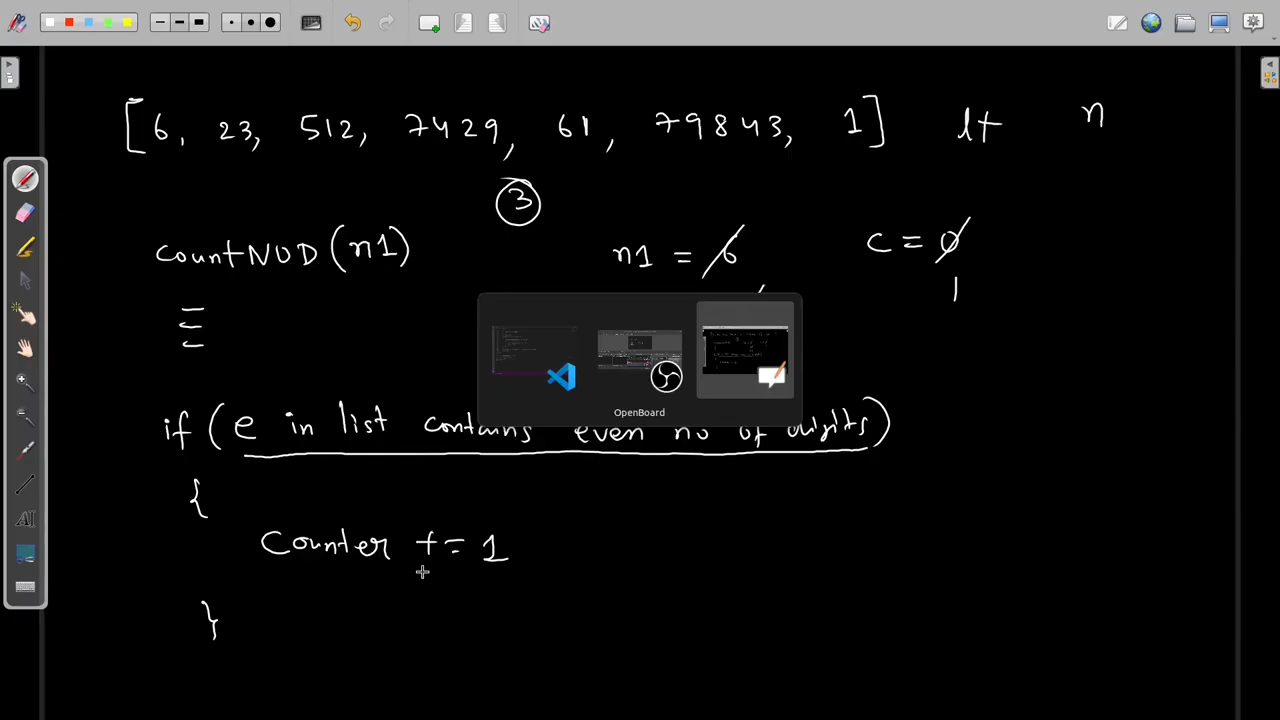 [6, 23, 512, 7429, 61, 79843, 1] lt n
3
countNOD(n1) n1 = 6 c = 0
1
OpenBoard
if (e in list contains even no of digits)
{
Counter += 1
}
AI